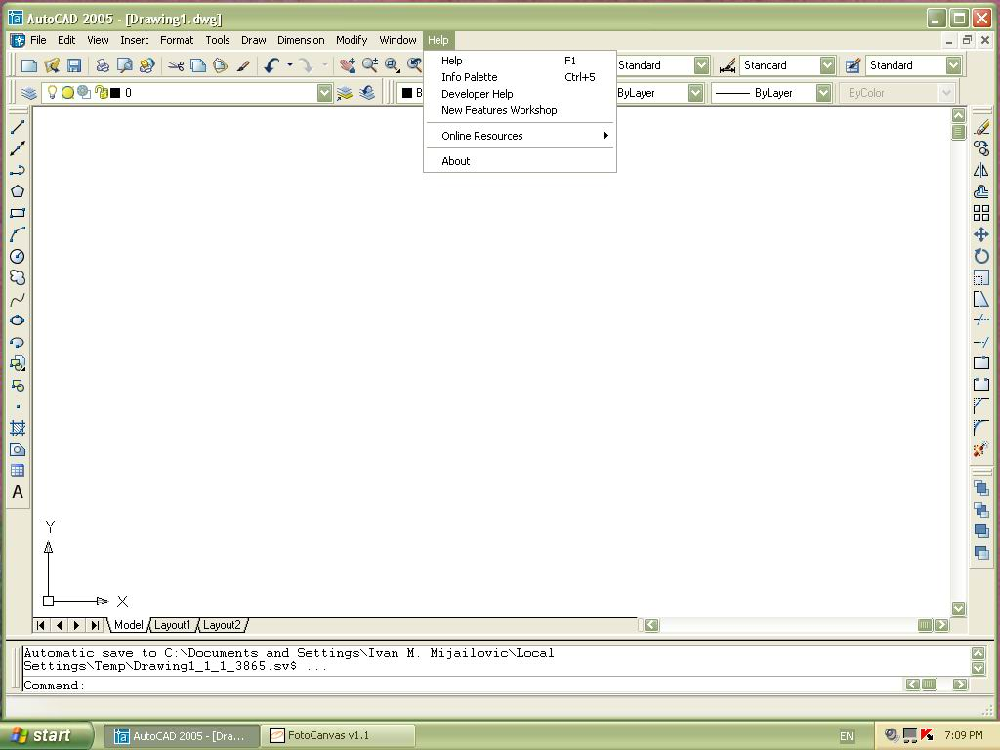 AutoCAD 2005 - [Drawing1.dwg]
File Edit View Insert Format Tools Draw Dimension Modify Window Help
Help F1
Info Palette Ctrl+5
Developer Help
New Features Workshop
Online Resources
About
Standard Standard Standard
0 B ByLayer ByLayer ByColor
A
Y
X
Model Layout1 Layout2
Automatic save to C:\Documents and Settings\Ivan M. Mijailovic\Local
Settings\Temp\Drawing1_1_1_3865.sv$ ...
Command:
start AutoCAD 2005 - [Dra... FotoCanvas v1.1 EN 7:09 PM